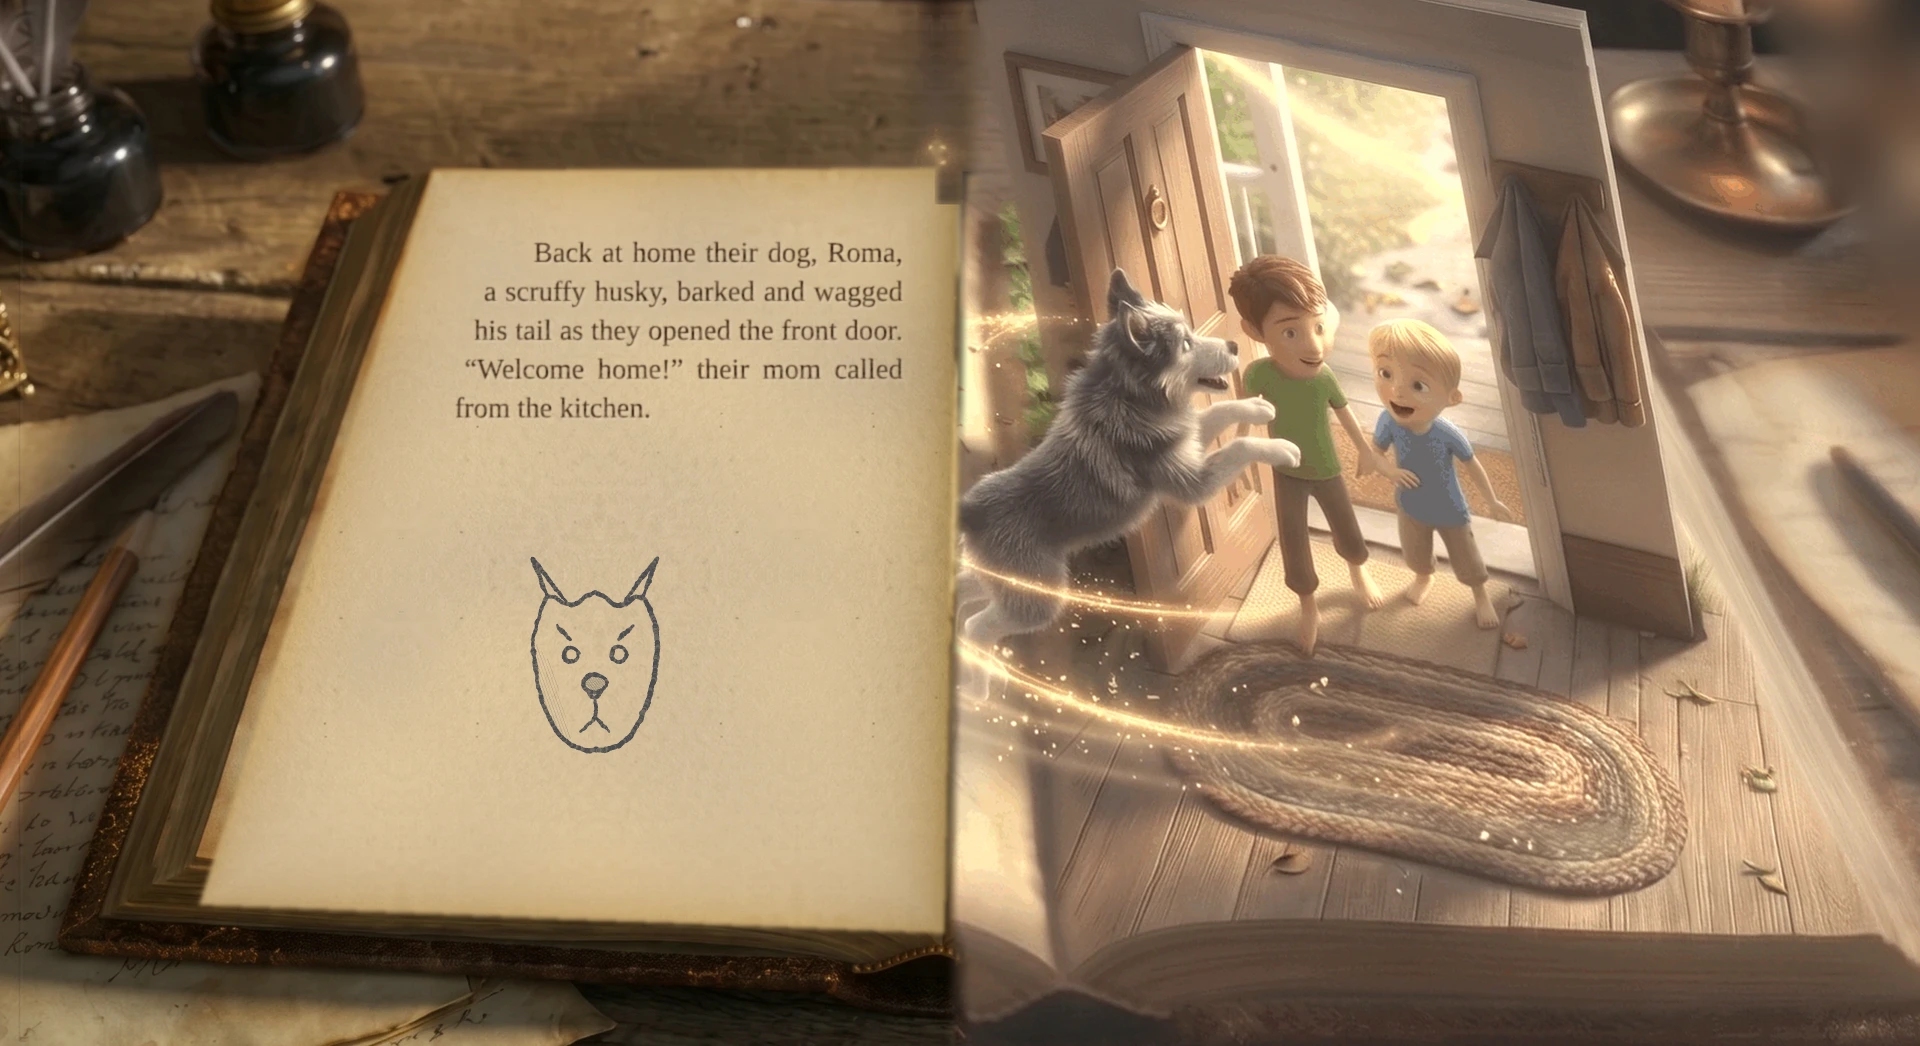 Back at home their dog, Roma,
a scruffy husky, barked and wagged
his tail as they opened the front door.
“Welcome home!” their mom called
from the kitchen.